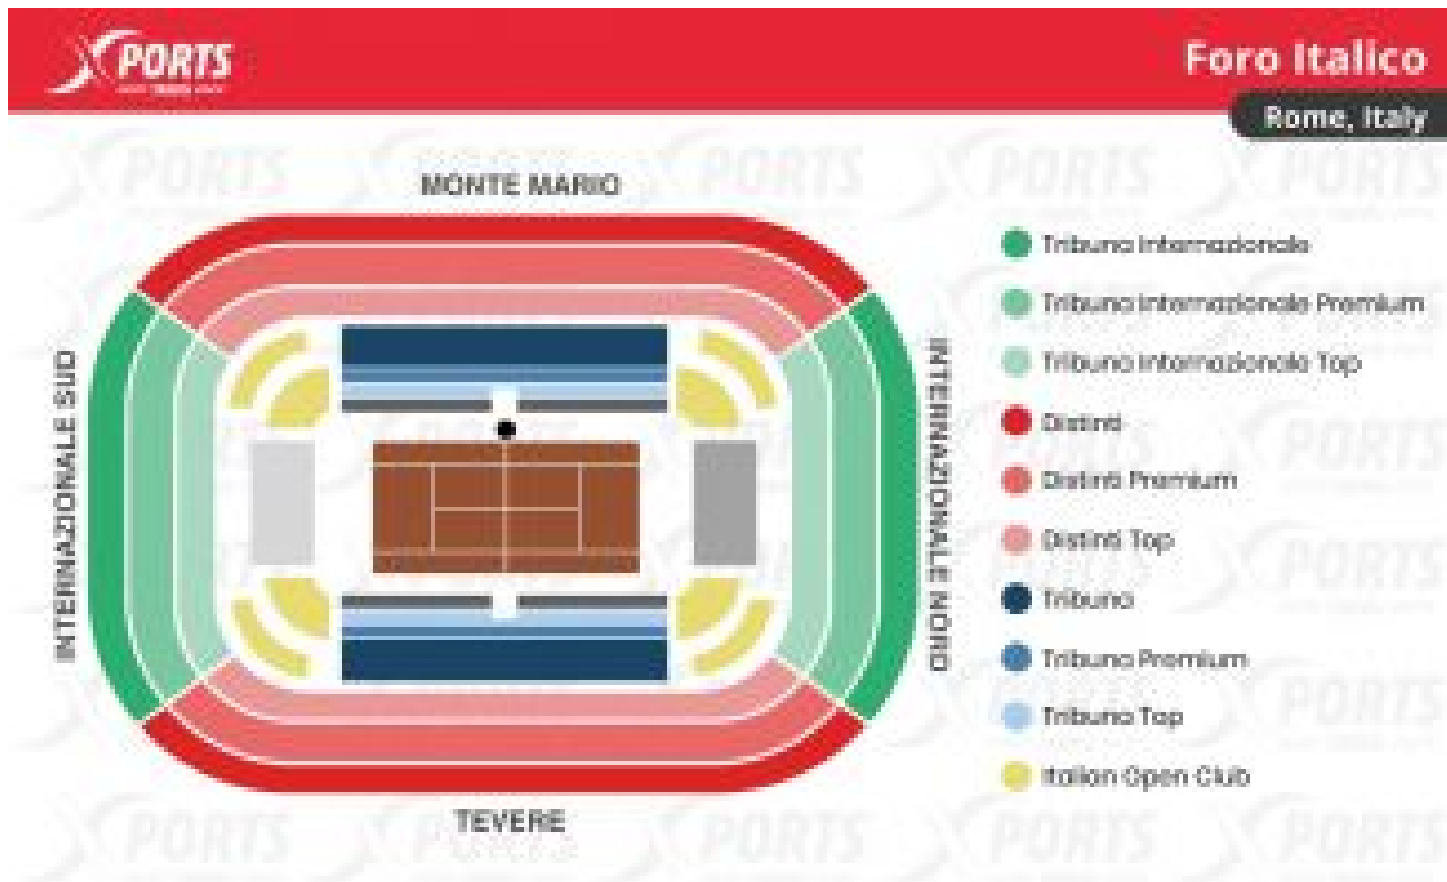 XPORTS
Foro Italico
Rome, Italy
MONTE MARIO
INTERNAZIONALE SUD
INTERNAZIONALE NORD
TEVERE
Tribuna Internazionale
Tribuna Internazionale Premium
Tribuna Internazionale Top
Distinti
Distinti Premium
Distinti Top
Tribuna
Tribuna Premium
Tribuna Top
Italian Open Club